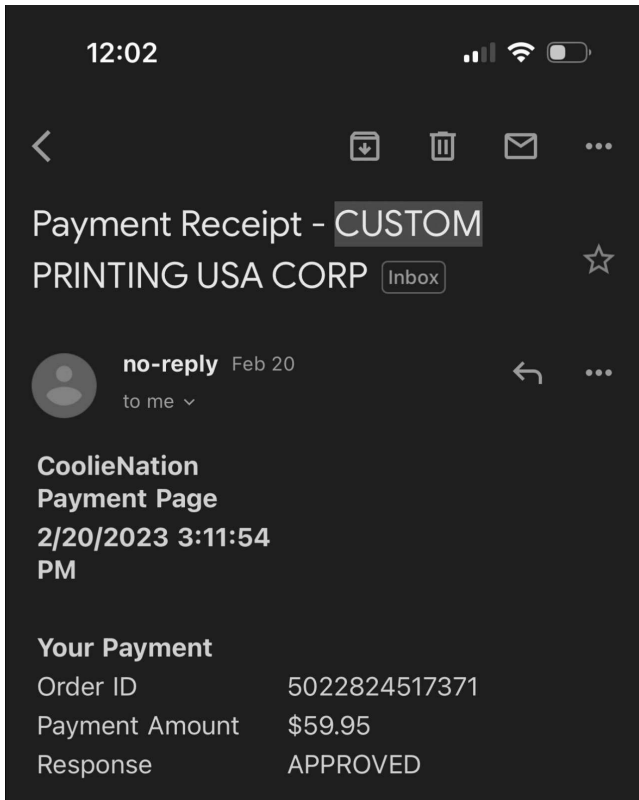 12:02
Payment Receipt - CUSTOM
PRINTING USA CORP Inbox
no-reply Feb 20
to me
CoolieNation
Payment Page
2/20/2023 3:11:54
PM
Your Payment
Order ID 5022824517371
Payment Amount $59.95
Response APPROVED